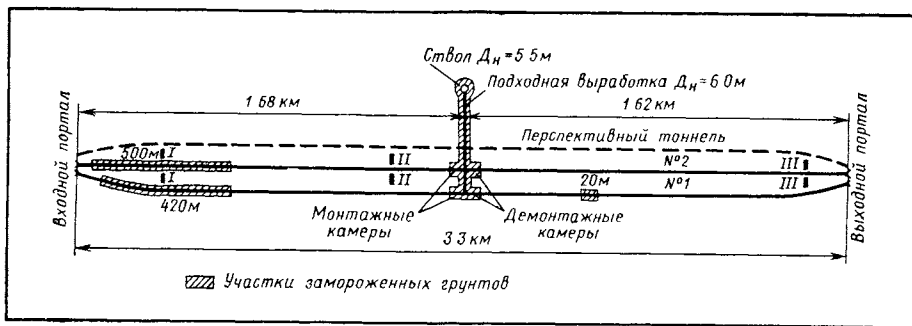 Ствол Дн=5.5м
Подходная выработка Дн=6.0м
1.68 км
1.62 км
Входной портал
Перспективный тоннель
500м
I
II
№2
III
I
II
№1
III
420м
20м
Монтажные камеры
Демонтажные камеры
3.3 км
Выходной портал
Участки замороженных грунтов